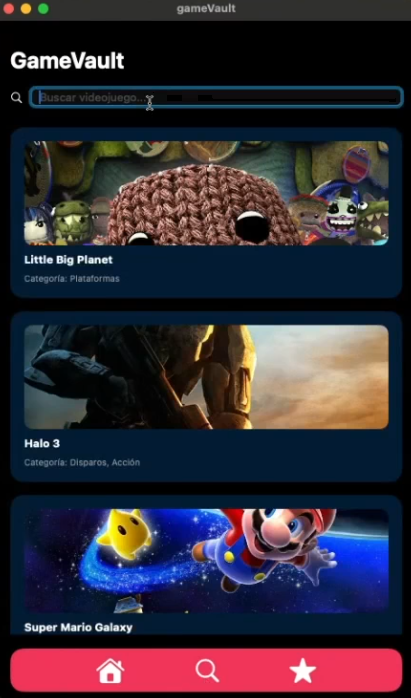 gameVault
GameVault
Buscar videojuego...
Little Big Planet
Categoría: Plataformas
Halo 3
Categoría: Disparos, Acción
Super Mario Galaxy